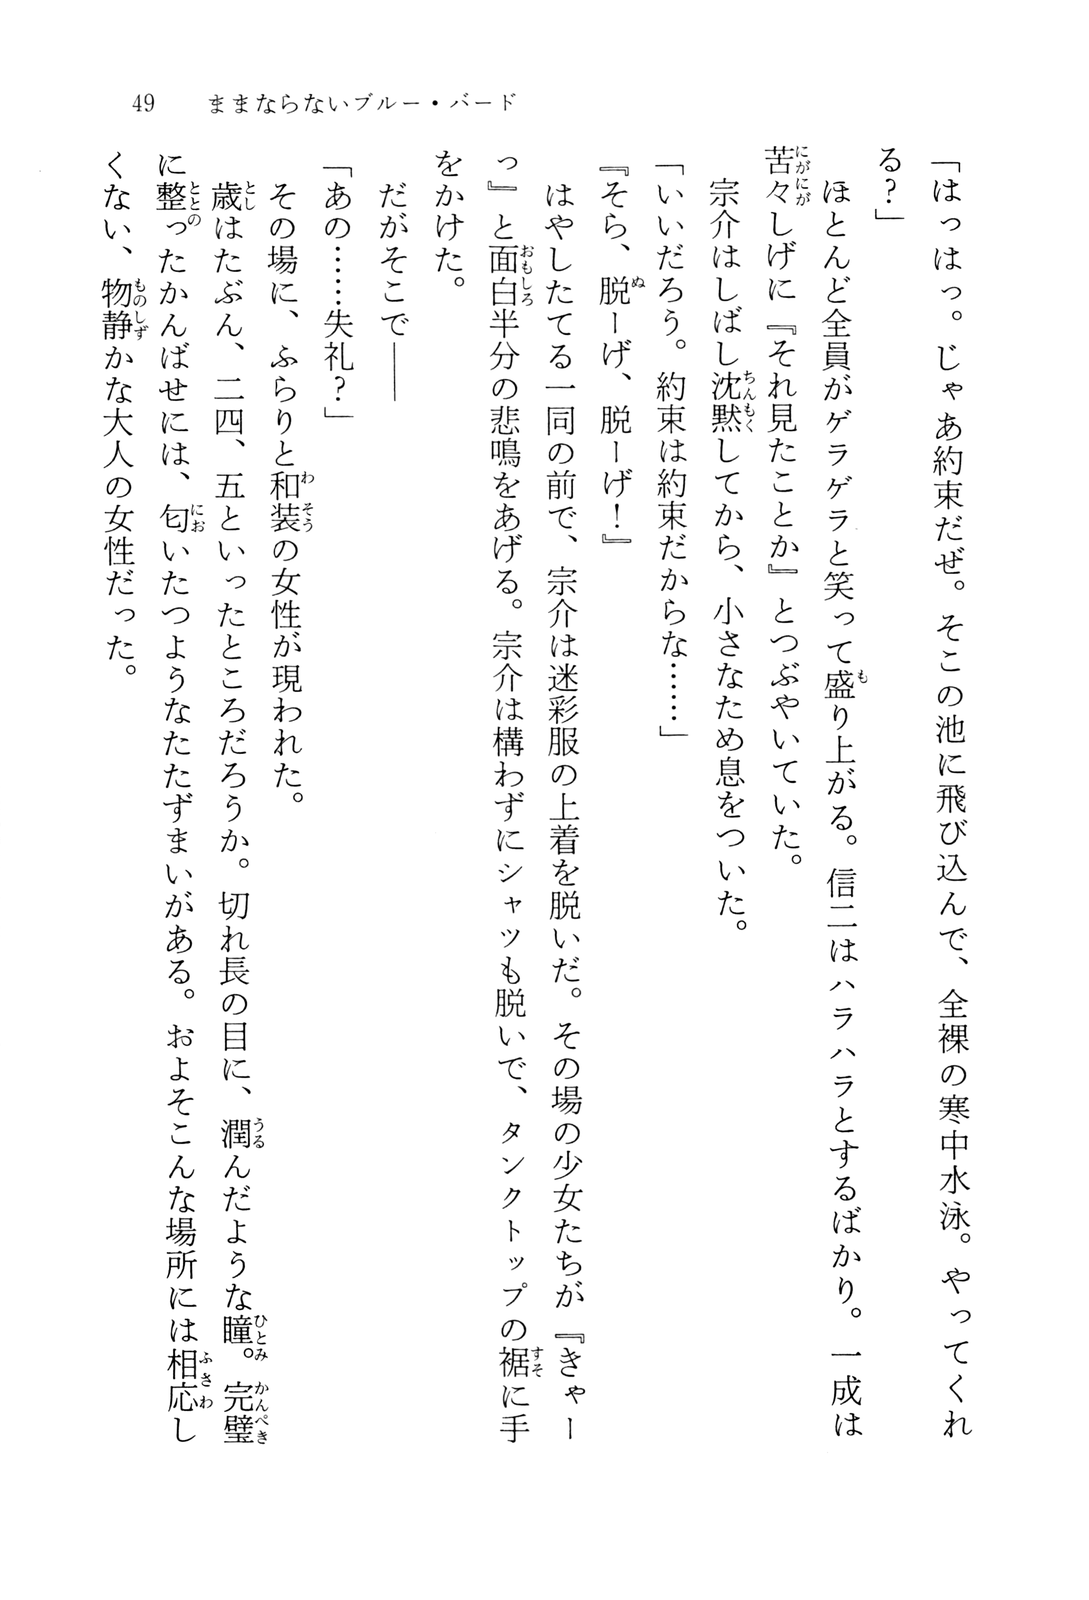 49　ままならないブルー・バード
「はっはっ。じゃあ約束だぜ。そこの池に飛び込んで、全裸の寒中水泳。やってくれ
る？」
　ほとんど全員がゲラゲラと笑って盛り上がる。信二はハラハラとするばかり。一成は
苦々しげに『それ見たことか』とつぶやいていた。
　宗介はしばし沈黙してから、小さなため息をついた。
「いいだろう。約束は約束だからな……」
『そら、脱ーげ、脱ーげ！』
　はやしたてる一同の前で、宗介は迷彩服の上着を脱いだ。その場の少女たちが『きゃー
っ』と面白半分の悲鳴をあげる。宗介は構わずにシャツも脱いで、タンクトップの裾に手
をかけた。
　だがそこで――
「あの……失礼？」
　その場に、ふらりと和装の女性が現われた。
　歳はたぶん、二四、五といったところだろうか。切れ長の目に、潤んだような瞳。完璧
に整ったかんばせには、匂いたつようなたたずまいがある。およそこんな場所には相応し
くない、物静かな大人の女性だった。